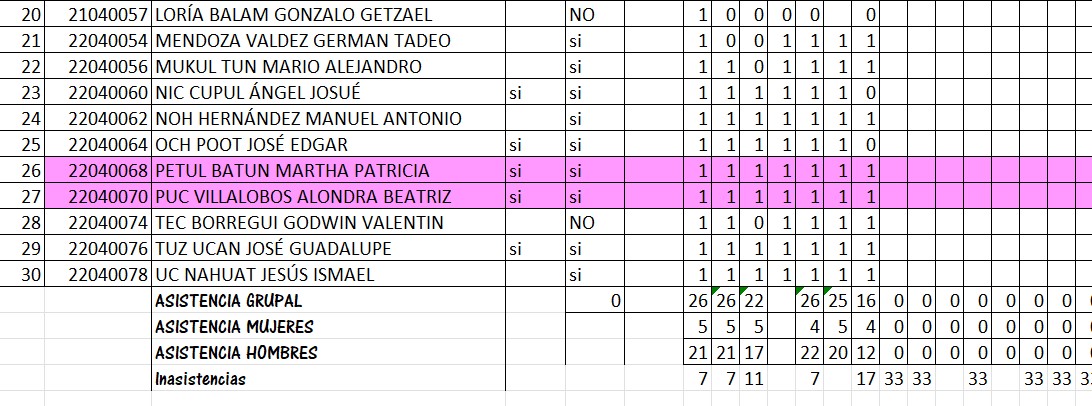 20 21040057 LORÍA BALAM GONZALO GETZAEL NO 1 0 0 0 0 0
21 22040054 MENDOZA VALDEZ GERMAN TADEO si 1 0 0 1 1 1 1
22 22040056 MUKUL TUN MARIO ALEJANDRO si 1 1 0 1 1 1 1
23 22040060 NIC CUPUL ÁNGEL JOSUÉ si si 1 1 1 1 1 1 0
24 22040062 NOH HERNÁNDEZ MANUEL ANTONIO si 1 1 1 1 1 1 1
25 22040064 OCH POOT JOSÉ EDGAR si si 1 1 1 1 1 1 0
26 22040068 PETUL BATUN MARTHA PATRICIA si si 1 1 1 1 1 1 1
27 22040070 PUC VILLALOBOS ALONDRA BEATRIZ si si 1 1 1 1 1 1 1
28 22040074 TEC BORREGUI GODWIN VALENTIN NO 1 1 0 1 1 1 1
29 22040076 TUZ UCAN JOSÉ GUADALUPE si si 1 1 1 1 1 1 1
30 22040078 UC NAHUAT JESÚS ISMAEL si 1 1 1 1 1 1 1
ASISTENCIA GRUPAL 0 26 26 22 26 25 16 0 0 0 0 0 0 0
ASISTENCIA MUJERES 5 5 5 4 5 4 0 0 0 0 0 0 0
ASISTENCIA HOMBRES 21 21 17 22 20 12 0 0 0 0 0 0 0
Inasistencias 7 7 11 7 17 33 33 33 33 33